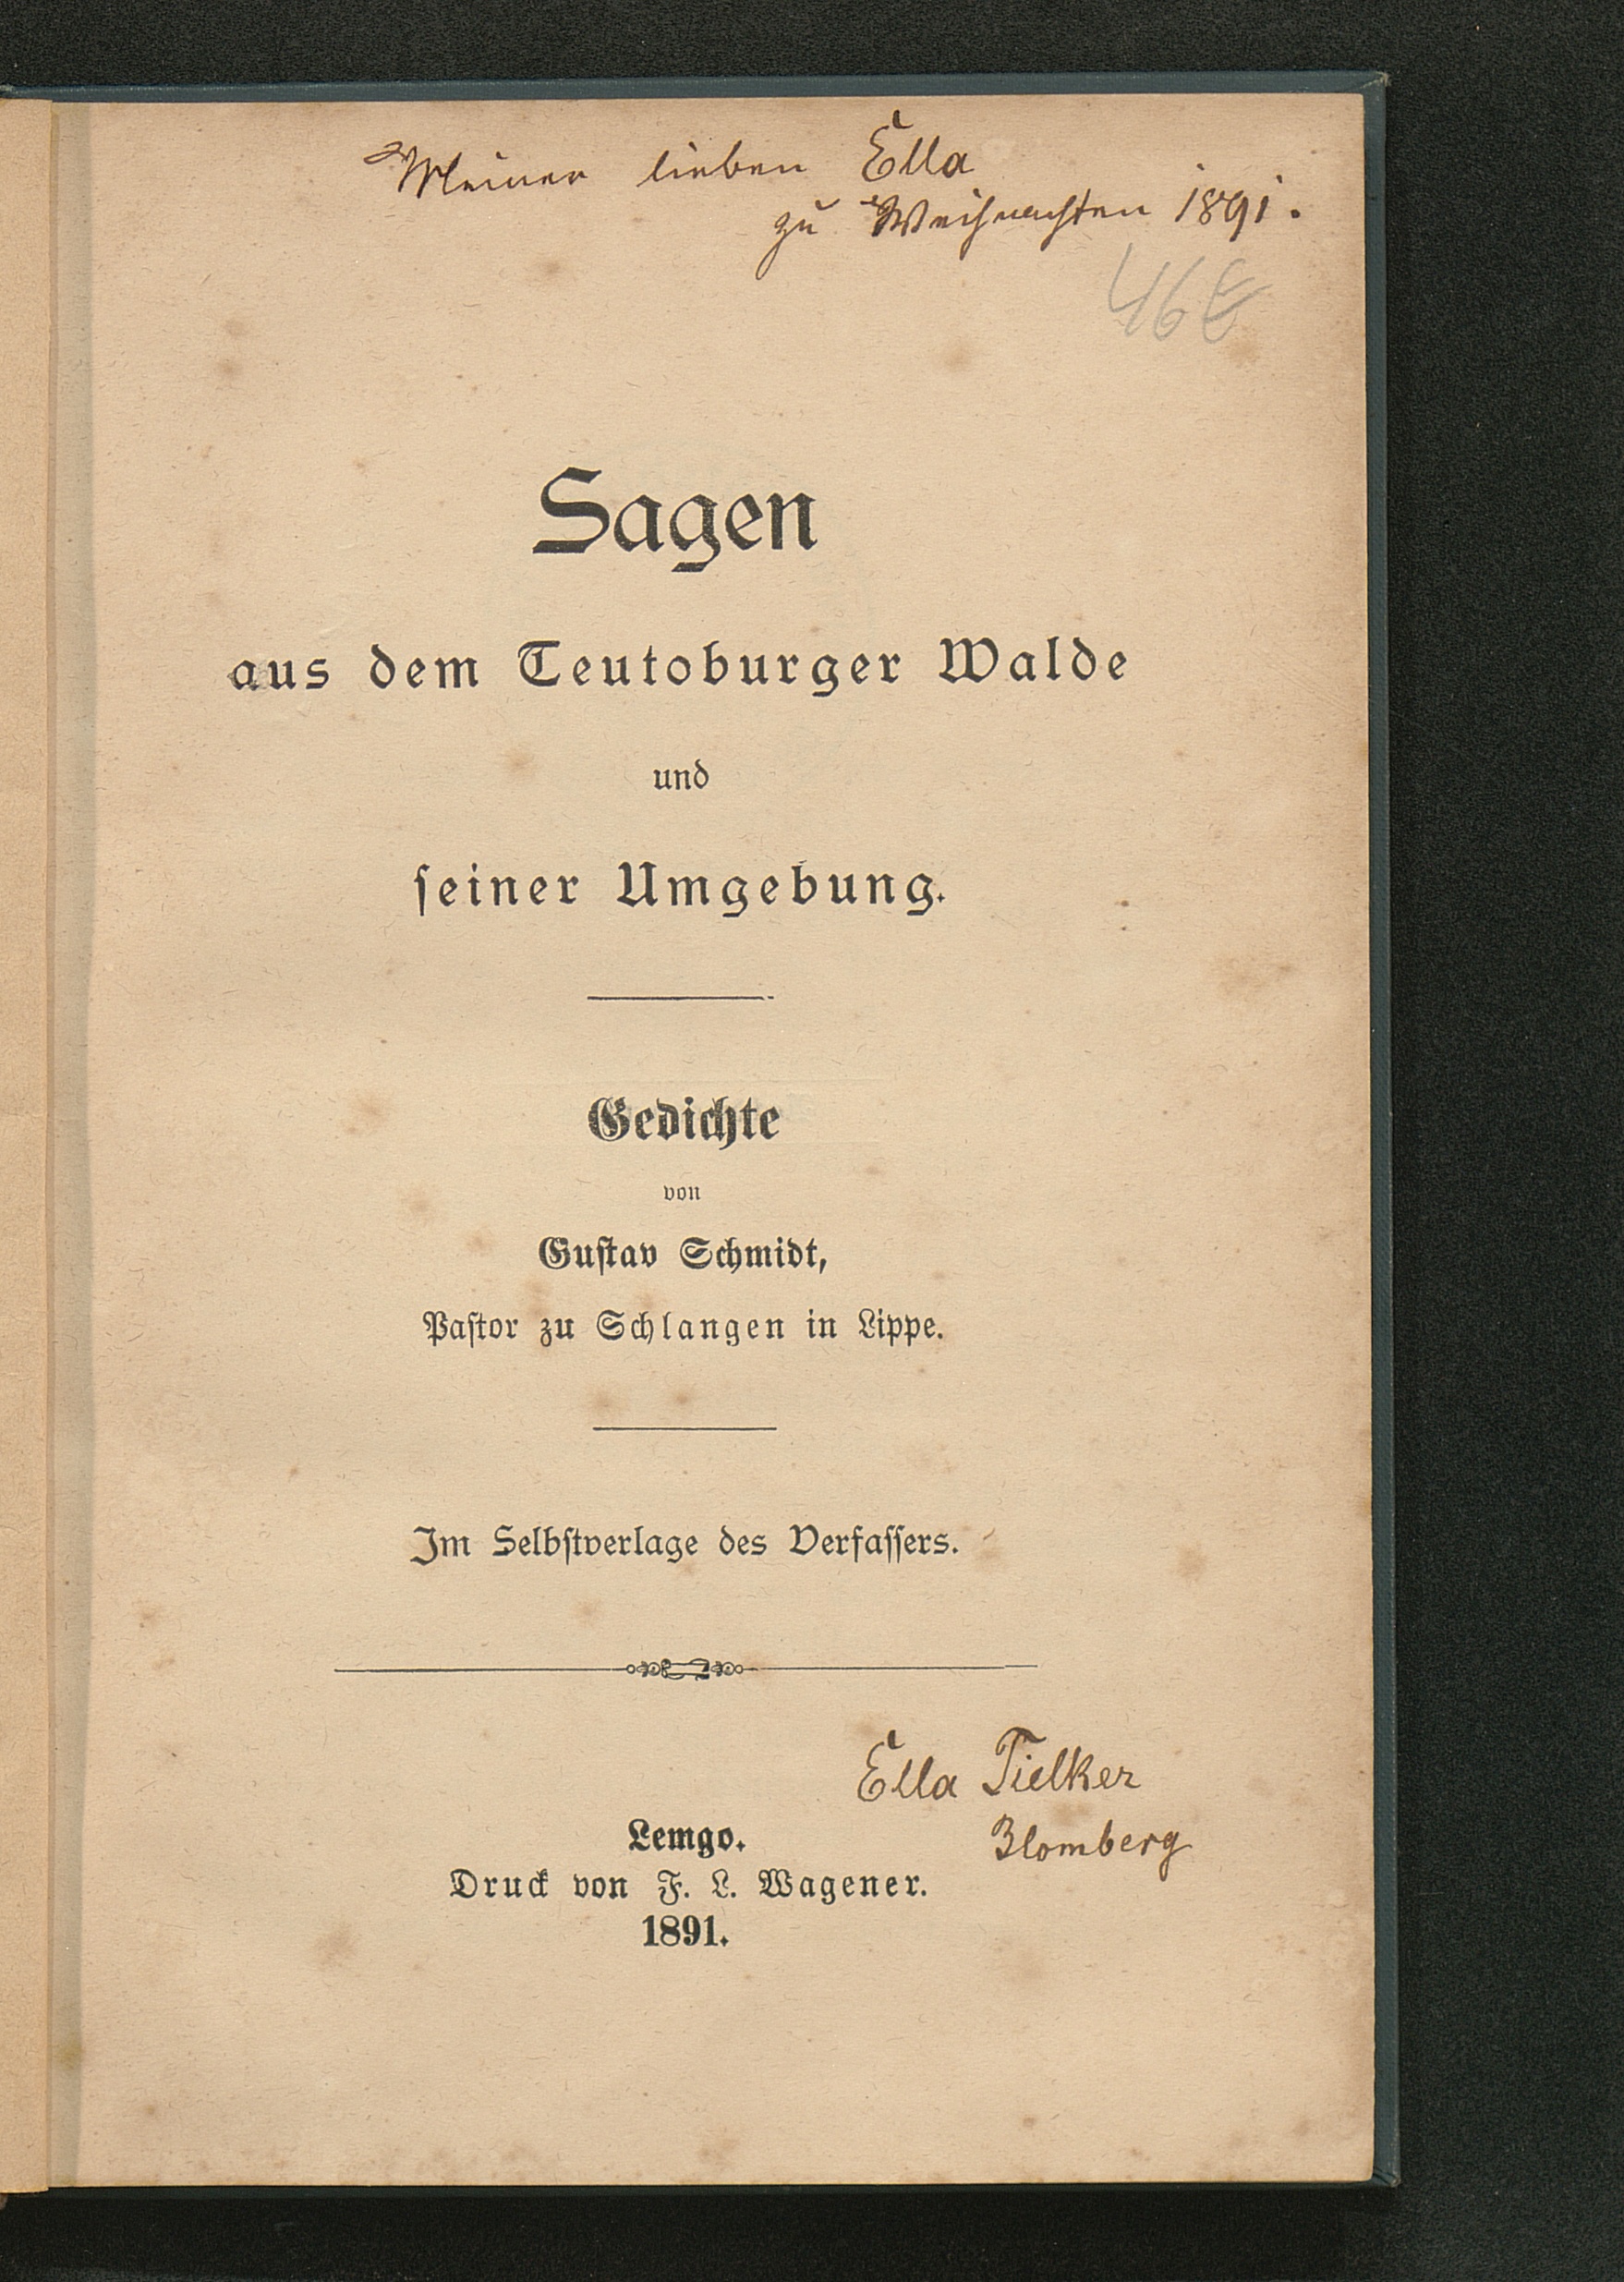 Meiner lieben Ella
zu Weihnachten 1891.
46
Sagen
aus dem Teutoburger Walde
und
seiner Umgebung.
Gedichte
von
Gustav Schmidt,
Pastor zu Schlangen in Lippe.
Im Selbstverlage des Verfassers.
Ella Tielker
Blomberg
Lemgo.
Druck von F. L. Wagener.
1891.